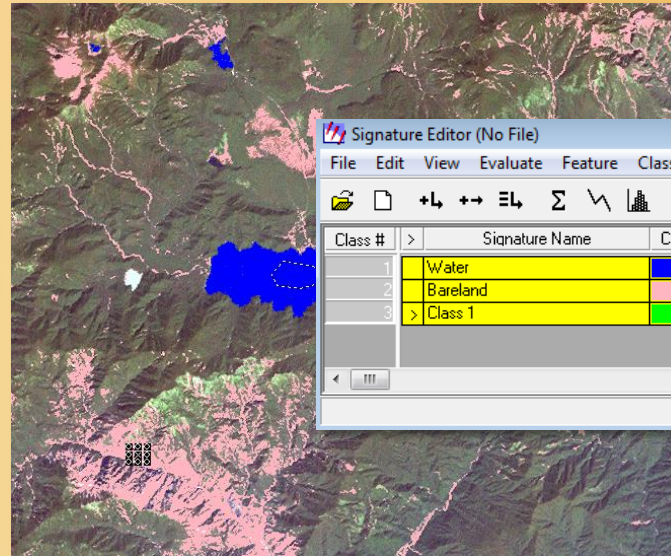 Signature Editor (No File)
File Edit View Evaluate Feature Class
Class # > Signature Name C
1 Water
2 Bareland
3 > Class 1